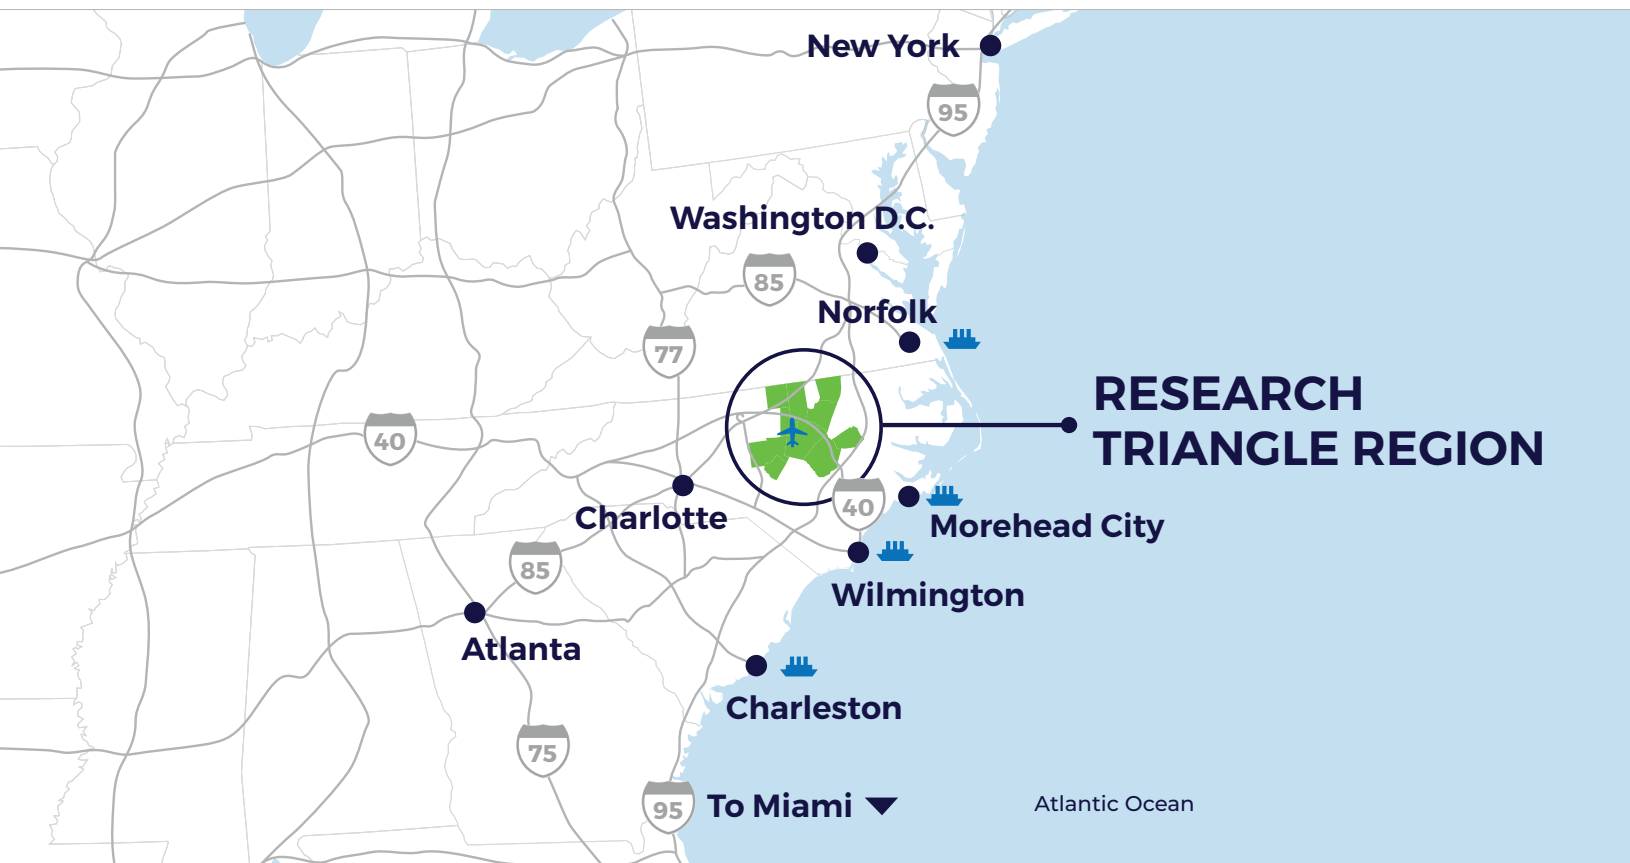 New York
95
Washington D.C.
85
Norfolk
77
RESEARCH
TRIANGLE REGION
40
40
Charlotte
Morehead City
85
Wilmington
Atlanta
Charleston
75
95
To Miami
Atlantic Ocean